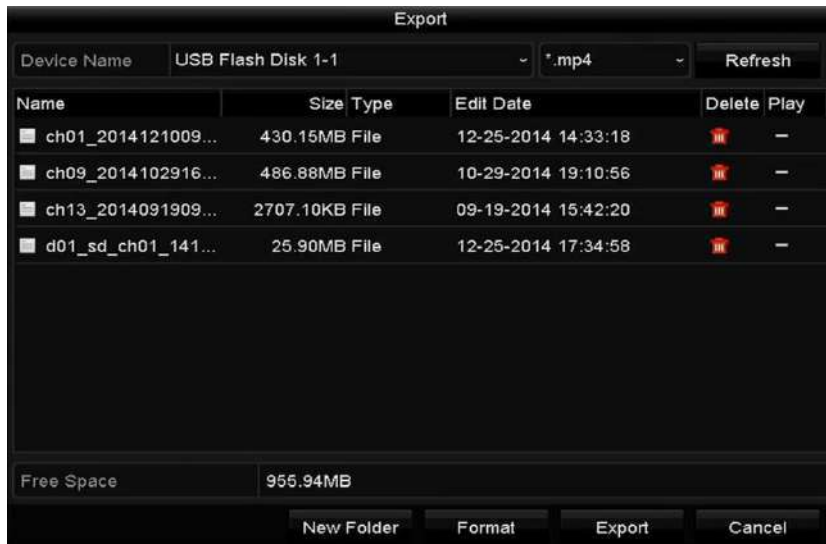 Export
Device Name USB Flash Disk 1-1 *.mp4 Refresh
Name Size Type Edit Date Delete Play
ch01_2014121009... 430.15MB File 12-25-2014 14:33:18
ch09_2014102916... 486.88MB File 10-29-2014 19:10:56
ch13_2014091909... 2707.10KB File 09-19-2014 15:42:20
d01_sd_ch01_141... 25.90MB File 12-25-2014 17:34:58
Free Space 955.94MB
New Folder Format Export Cancel